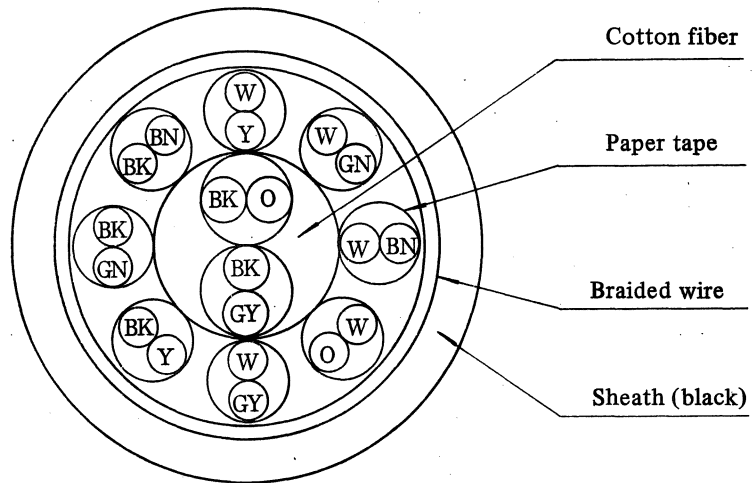 Cotton fiber
Paper tape
Braided wire
Sheath (black)
W
Y
W
GN
BN
BK
BK
O
W
BN
BK
GN
BK
GY
BK
Y
W
O
W
GY